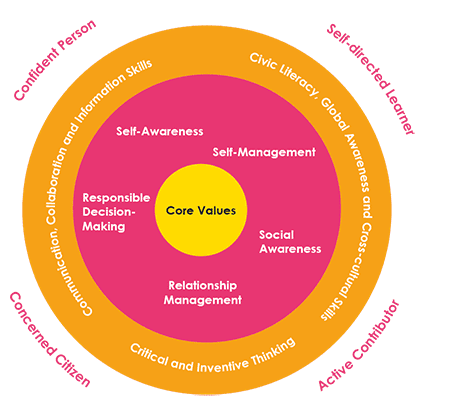 Confident Person
Self-directed Learner
Communication, Collaboration and Information Skills
Civic Literacy, Global Awareness and Cross-cultural Skills
Self-Awareness
Self-Management
Responsible
Decision-
Making
Core Values
Social
Awareness
Relationship
Management
Critical and Inventive Thinking
Concerned Citizen
Active Contributor